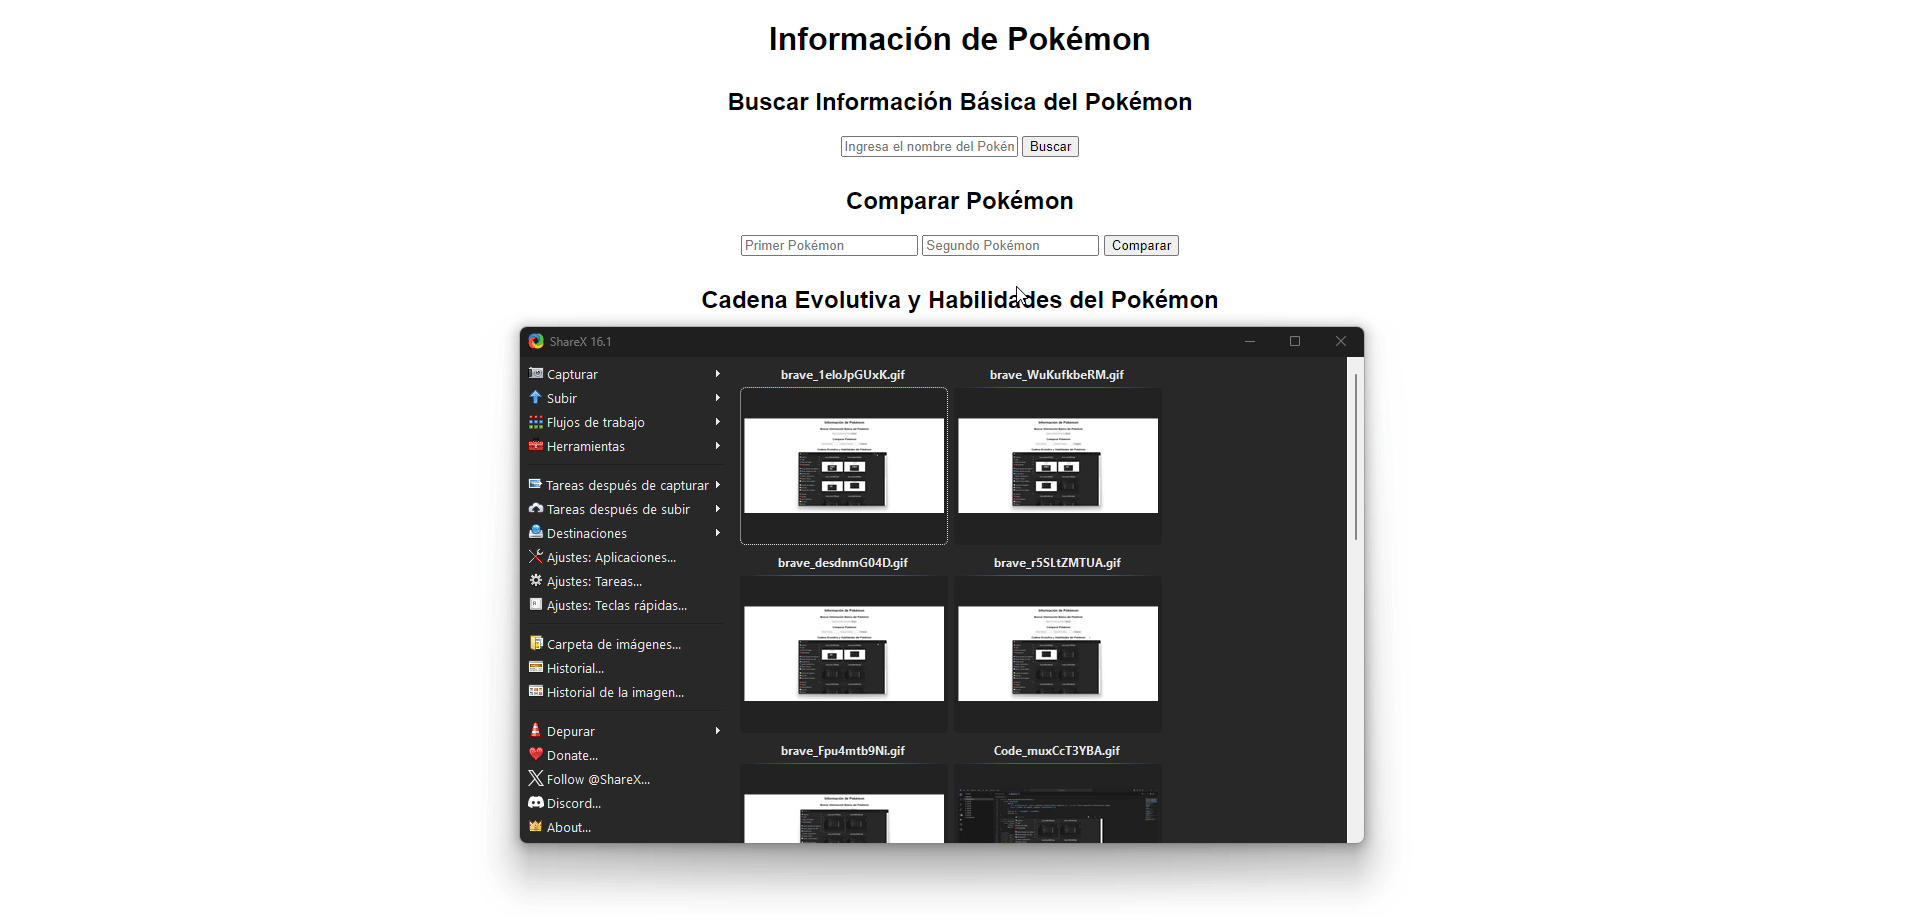 Información de Pokémon
Buscar Información Básica del Pokémon
Ingresa el nombre del Pokén Buscar
Comparar Pokémon
Primer Pokémon Segundo Pokémon Comparar
Cadena Evolutiva y Habilidades del Pokémon
ShareX 16.1
Capturar
Subir
Flujos de trabajo
Herramientas
Tareas después de capturar
Tareas después de subir
Destinaciones
Ajustes: Aplicaciones...
Ajustes: Tareas...
Ajustes: Teclas rápidas...
Carpeta de imágenes...
Historial...
Historial de la imagen...
Depurar
Donate...
Follow @ShareX...
Discord...
About...
brave_1eloJpGUxK.gif
brave_WuKufkbeRM.gif
brave_desdnmG04D.gif
brave_r5SLtZMTUA.gif
brave_Fpu4mtb9Ni.gif
Code_muxCcT3YBA.gif